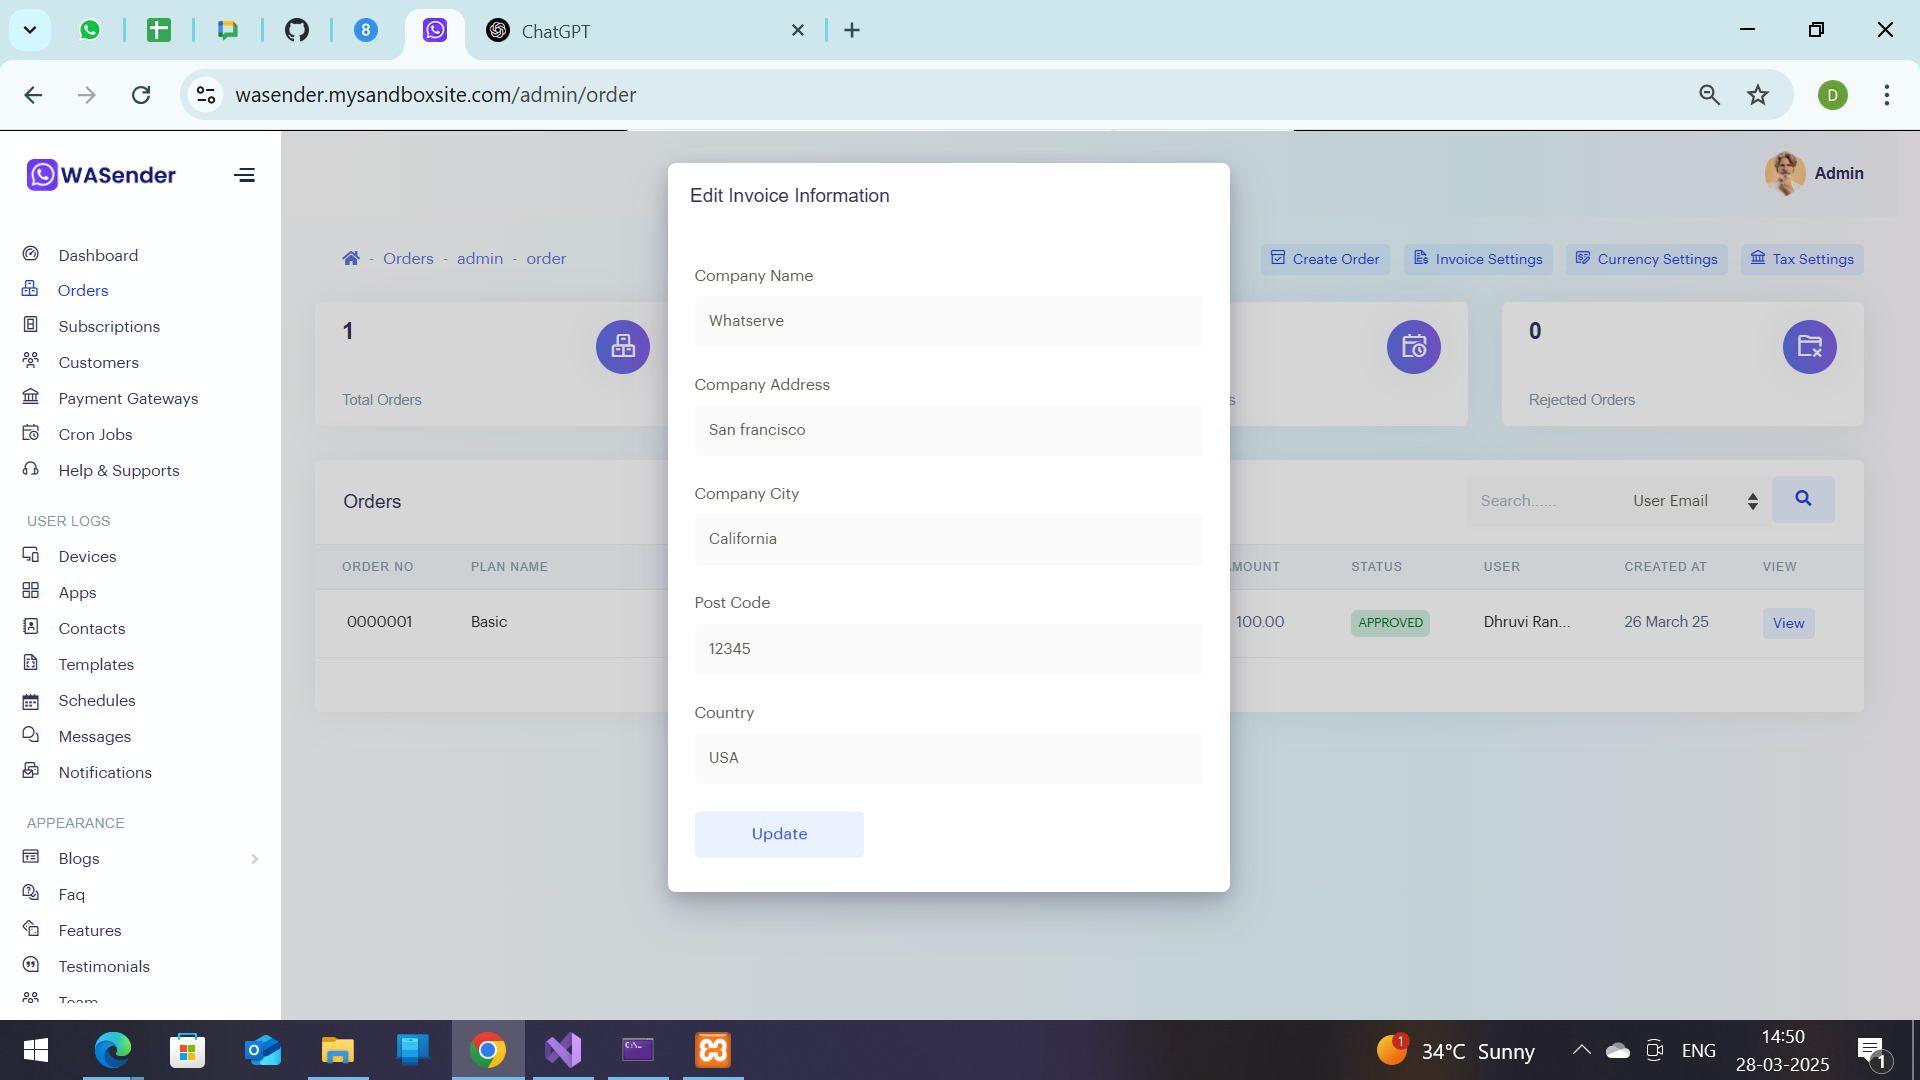 8
ChatGPT
wasender.mysandboxsite.com/admin/order
D
WASender
Admin
Dashboard
Orders
Subscriptions
Customers
Payment Gateways
Cron Jobs
Help & Supports
USER LOGS
Devices
Apps
Contacts
Templates
Schedules
Messages
Notifications
APPEARANCE
Blogs
Faq
Features
Testimonials
Team
- Orders - admin - order
Create Order
Invoice Settings
Currency Settings
Tax Settings
1
Total Orders
s
0
Rejected Orders
Orders
Search......
User Email
ORDER NO PLAN NAME MOUNT STATUS USER CREATED AT VIEW
0000001 Basic 100.00 APPROVED Dhruvi Ran... 26 March 25 View
Edit Invoice Information
Company Name
Whatserve
Company Address
San francisco
Company City
California
Post Code
12345
Country
USA
Update
1
34°C Sunny
ENG
14:50
28-03-2025
1